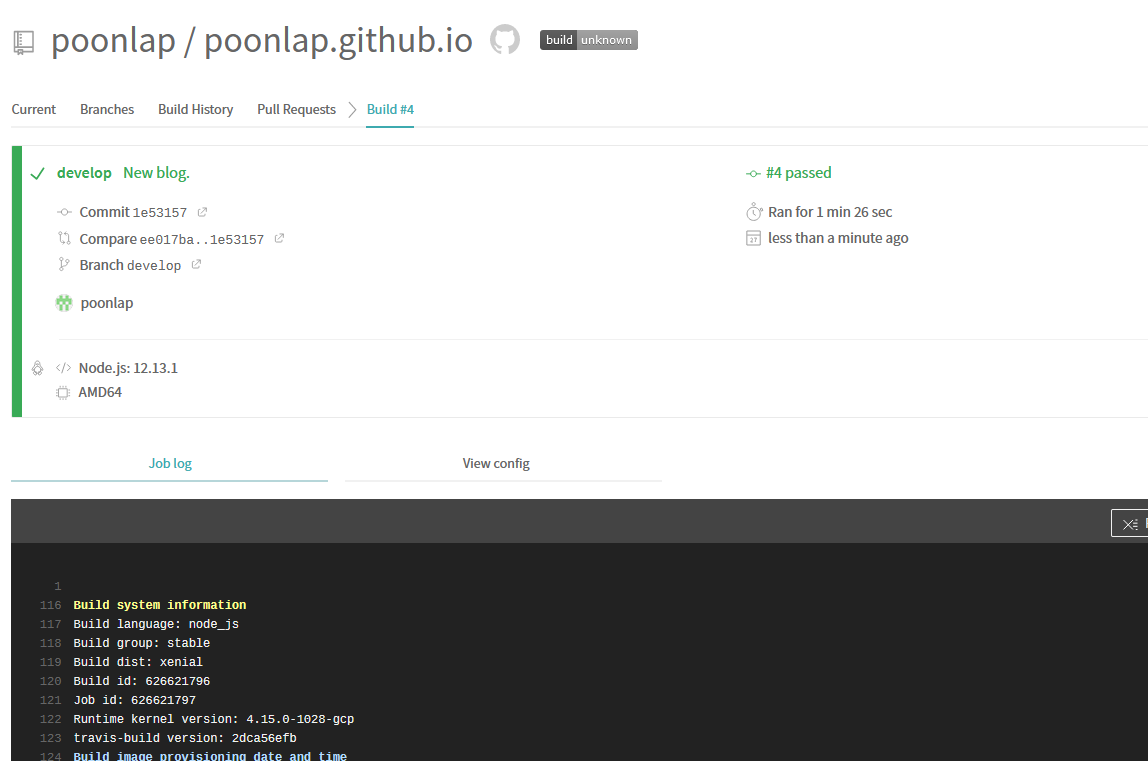 poonlap / poonlap.github.io build unknown
Current Branches Build History Pull Requests Build #4
develop New blog. #4 passed
Commit 1e53157 Ran for 1 min 26 sec
Compare ee017ba..1e53157 less than a minute ago
Branch develop
poonlap
Node.js: 12.13.1
AMD64
Job log View config
1
116 Build system information
117 Build language: node_js
118 Build group: stable
119 Build dist: xenial
120 Build id: 626621796
121 Job id: 626621797
122 Runtime kernel version: 4.15.0-1028-gcp
123 travis-build version: 2dca56efb
124 Build image provisioning date and time